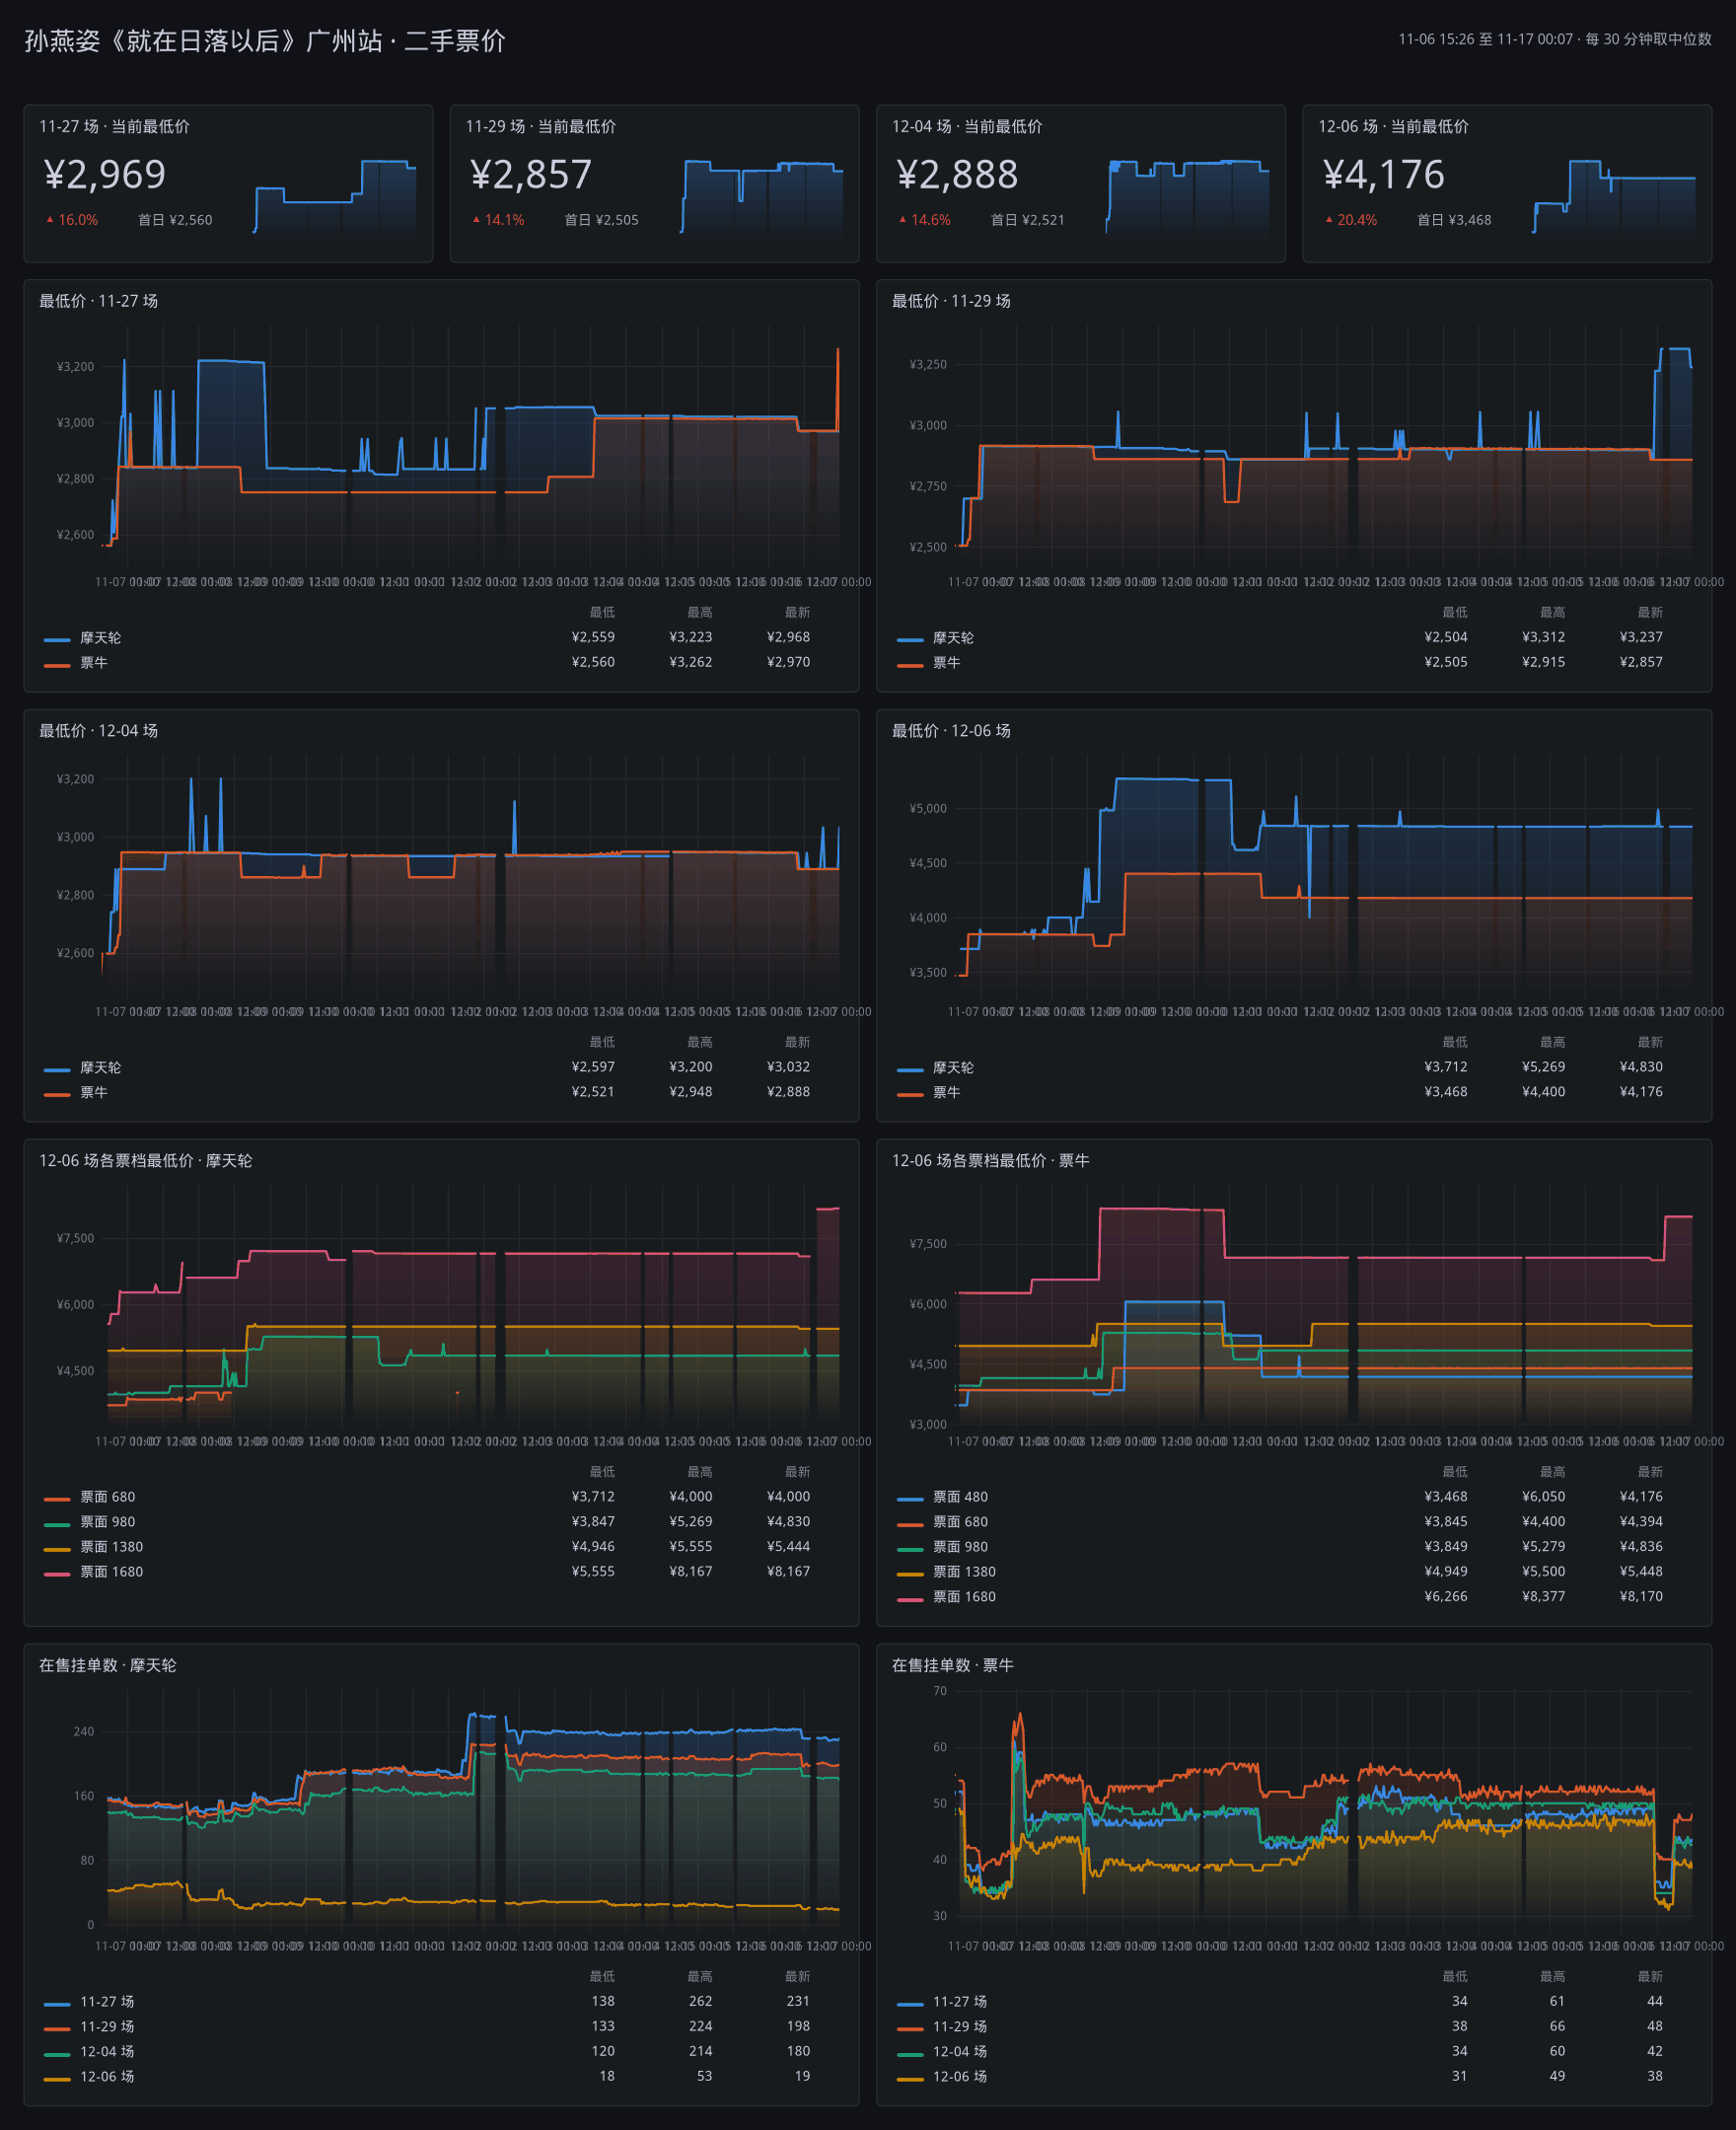 孙燕姿《就在日落以后》广州站 · 二手票价
11-06 15:26 至 11-17 00:07 · 每 30 分钟取中位数
11-27 场 · 当前最低价
¥2,969
▲ 16.0% 首日 ¥2,560
11-29 场 · 当前最低价
¥2,857
▲ 14.1% 首日 ¥2,505
12-04 场 · 当前最低价
¥2,888
▲ 14.6% 首日 ¥2,521
12-06 场 · 当前最低价
¥4,176
▲ 20.4% 首日 ¥3,468
最低价 · 11-27 场
¥3,200
¥3,000
¥2,800
¥2,600
最低 最高 最新
摩天轮 ¥2,559 ¥3,223 ¥2,968
票牛 ¥2,560 ¥3,262 ¥2,970
最低价 · 11-29 场
¥3,250
¥3,000
¥2,750
¥2,500
最低 最高 最新
摩天轮 ¥2,504 ¥3,312 ¥3,237
票牛 ¥2,505 ¥2,915 ¥2,857
最低价 · 12-04 场
¥3,200
¥3,000
¥2,800
¥2,600
最低 最高 最新
摩天轮 ¥2,597 ¥3,200 ¥3,032
票牛 ¥2,521 ¥2,948 ¥2,888
最低价 · 12-06 场
¥5,000
¥4,500
¥4,000
¥3,500
最低 最高 最新
摩天轮 ¥3,712 ¥5,269 ¥4,830
票牛 ¥3,468 ¥4,400 ¥4,176
12-06 场各票档最低价 · 摩天轮
¥7,500
¥6,000
¥4,500
最低 最高 最新
票面 680 ¥3,712 ¥4,000 ¥4,000
票面 980 ¥3,847 ¥5,269 ¥4,830
票面 1380 ¥4,946 ¥5,555 ¥5,444
票面 1680 ¥5,555 ¥8,167 ¥8,167
12-06 场各票档最低价 · 票牛
¥7,500
¥6,000
¥4,500
¥3,000
最低 最高 最新
票面 480 ¥3,468 ¥6,050 ¥4,176
票面 680 ¥3,845 ¥4,400 ¥4,394
票面 980 ¥3,849 ¥5,279 ¥4,836
票面 1380 ¥4,949 ¥5,500 ¥5,448
票面 1680 ¥6,266 ¥8,377 ¥8,170
在售挂单数 · 摩天轮
240
160
80
0
最低 最高 最新
11-27 场 138 262 231
11-29 场 133 224 198
12-04 场 120 214 180
12-06 场 18 53 19
在售挂单数 · 票牛
70
60
50
40
30
最低 最高 最新
11-27 场 34 61 44
11-29 场 38 66 48
12-04 场 34 60 42
12-06 场 31 49 38